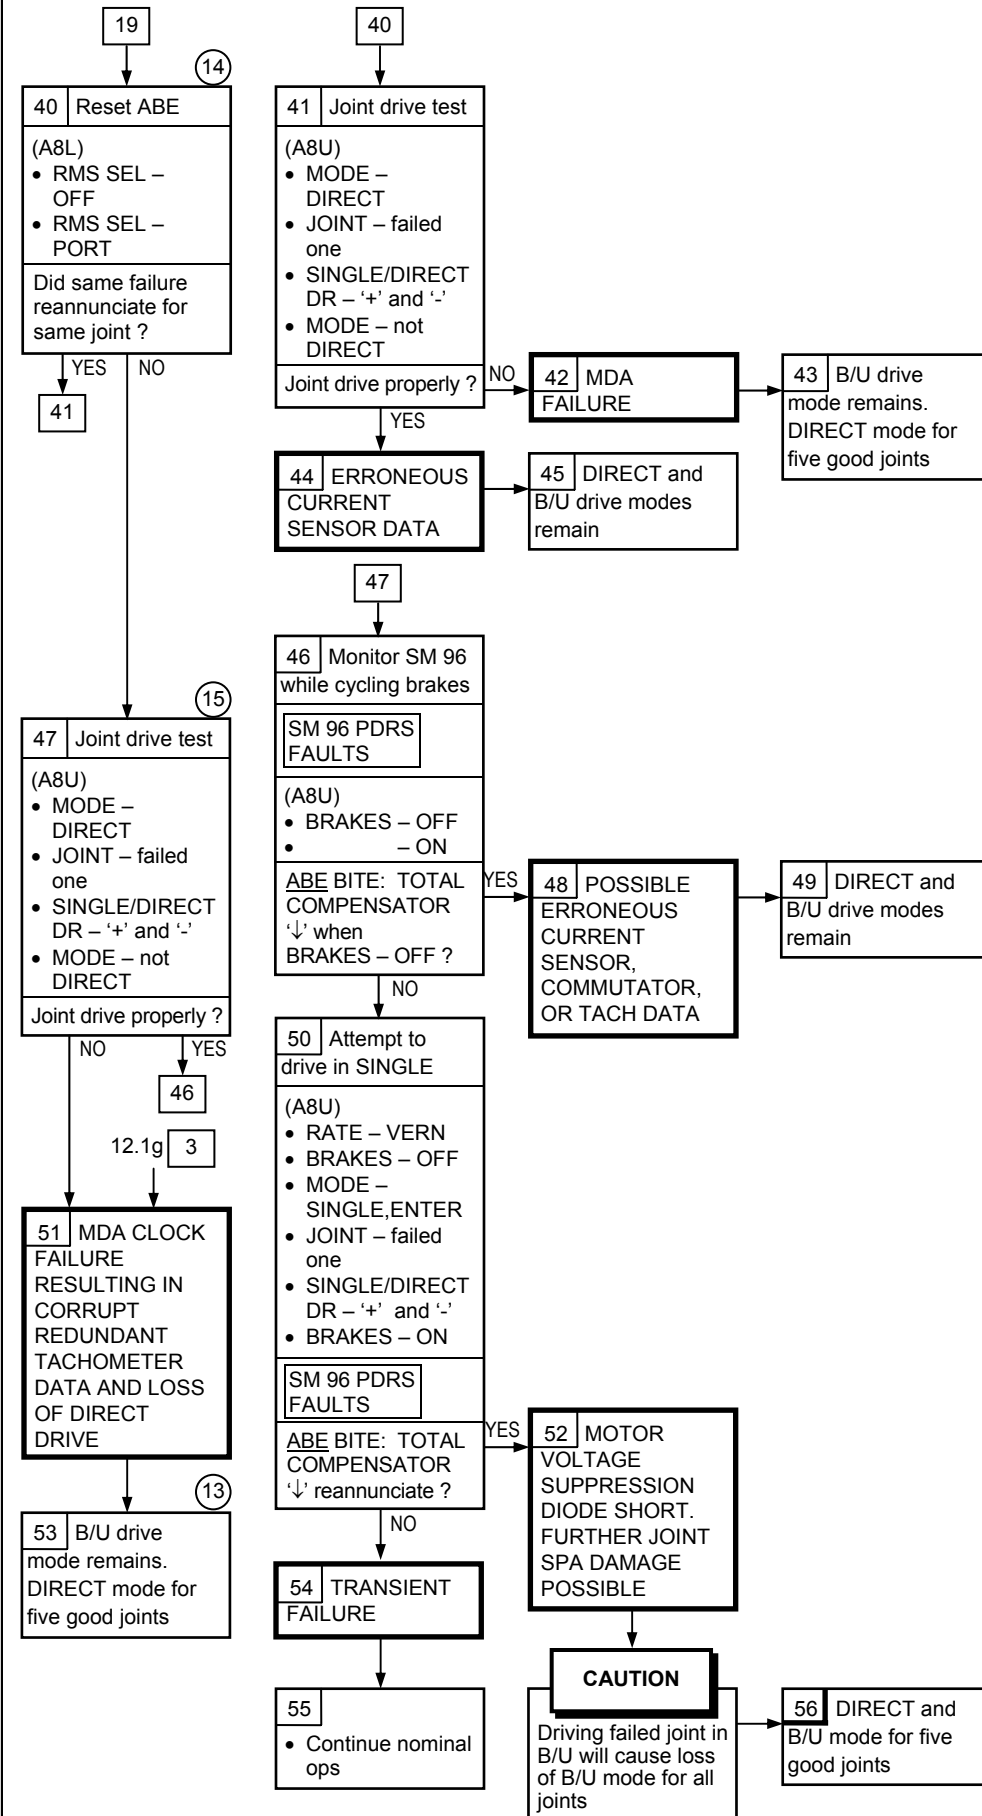 19
14
40 Reset ABE
(A8L)
• RMS SEL –
OFF
• RMS SEL –
PORT
Did same failure
reannunciate for
same joint ?
YES NO
41
15
47 Joint drive test
(A8U)
• MODE –
DIRECT
• JOINT – failed
one
• SINGLE/DIRECT
DR – '+' and '-'
• MODE – not
DIRECT
Joint drive properly ?
NO YES
46
12.1g 3
51 MDA CLOCK
FAILURE
RESULTING IN
CORRUPT
REDUNDANT
TACHOMETER
DATA AND LOSS
OF DIRECT
DRIVE
13
53 B/U drive
mode remains.
DIRECT mode for
five good joints
40
41 Joint drive test
(A8U)
• MODE –
DIRECT
• JOINT – failed
one
• SINGLE/DIRECT
DR – '+' and '-'
• MODE – not
DIRECT
Joint drive properly ?
NO
YES
42 MDA
FAILURE
43 B/U drive
mode remains.
DIRECT mode for
five good joints
44 ERRONEOUS
CURRENT
SENSOR DATA
45 DIRECT and
B/U drive modes
remain
47
46 Monitor SM 96
while cycling brakes
SM 96 PDRS
FAULTS
(A8U)
• BRAKES – OFF
• – ON
ABE BITE: TOTAL
COMPENSATOR
'↓' when
BRAKES – OFF ?
YES
NO
48 POSSIBLE
ERRONEOUS
CURRENT
SENSOR,
COMMUTATOR,
OR TACH DATA
49 DIRECT and
B/U drive modes
remain
50 Attempt to
drive in SINGLE
(A8U)
• RATE – VERN
• BRAKES – OFF
• MODE –
SINGLE,ENTER
• JOINT – failed
one
• SINGLE/DIRECT
DR – '+' and '-'
• BRAKES – ON
SM 96 PDRS
FAULTS
ABE BITE: TOTAL
COMPENSATOR
'↓' reannunciate ?
YES
NO
52 MOTOR
VOLTAGE
SUPPRESSION
DIODE SHORT.
FURTHER JOINT
SPA DAMAGE
POSSIBLE
54 TRANSIENT
FAILURE
55
• Continue nominal
ops
CAUTION
Driving failed joint in
B/U will cause loss
of B/U mode for all
joints
56 DIRECT and
B/U mode for five
good joints